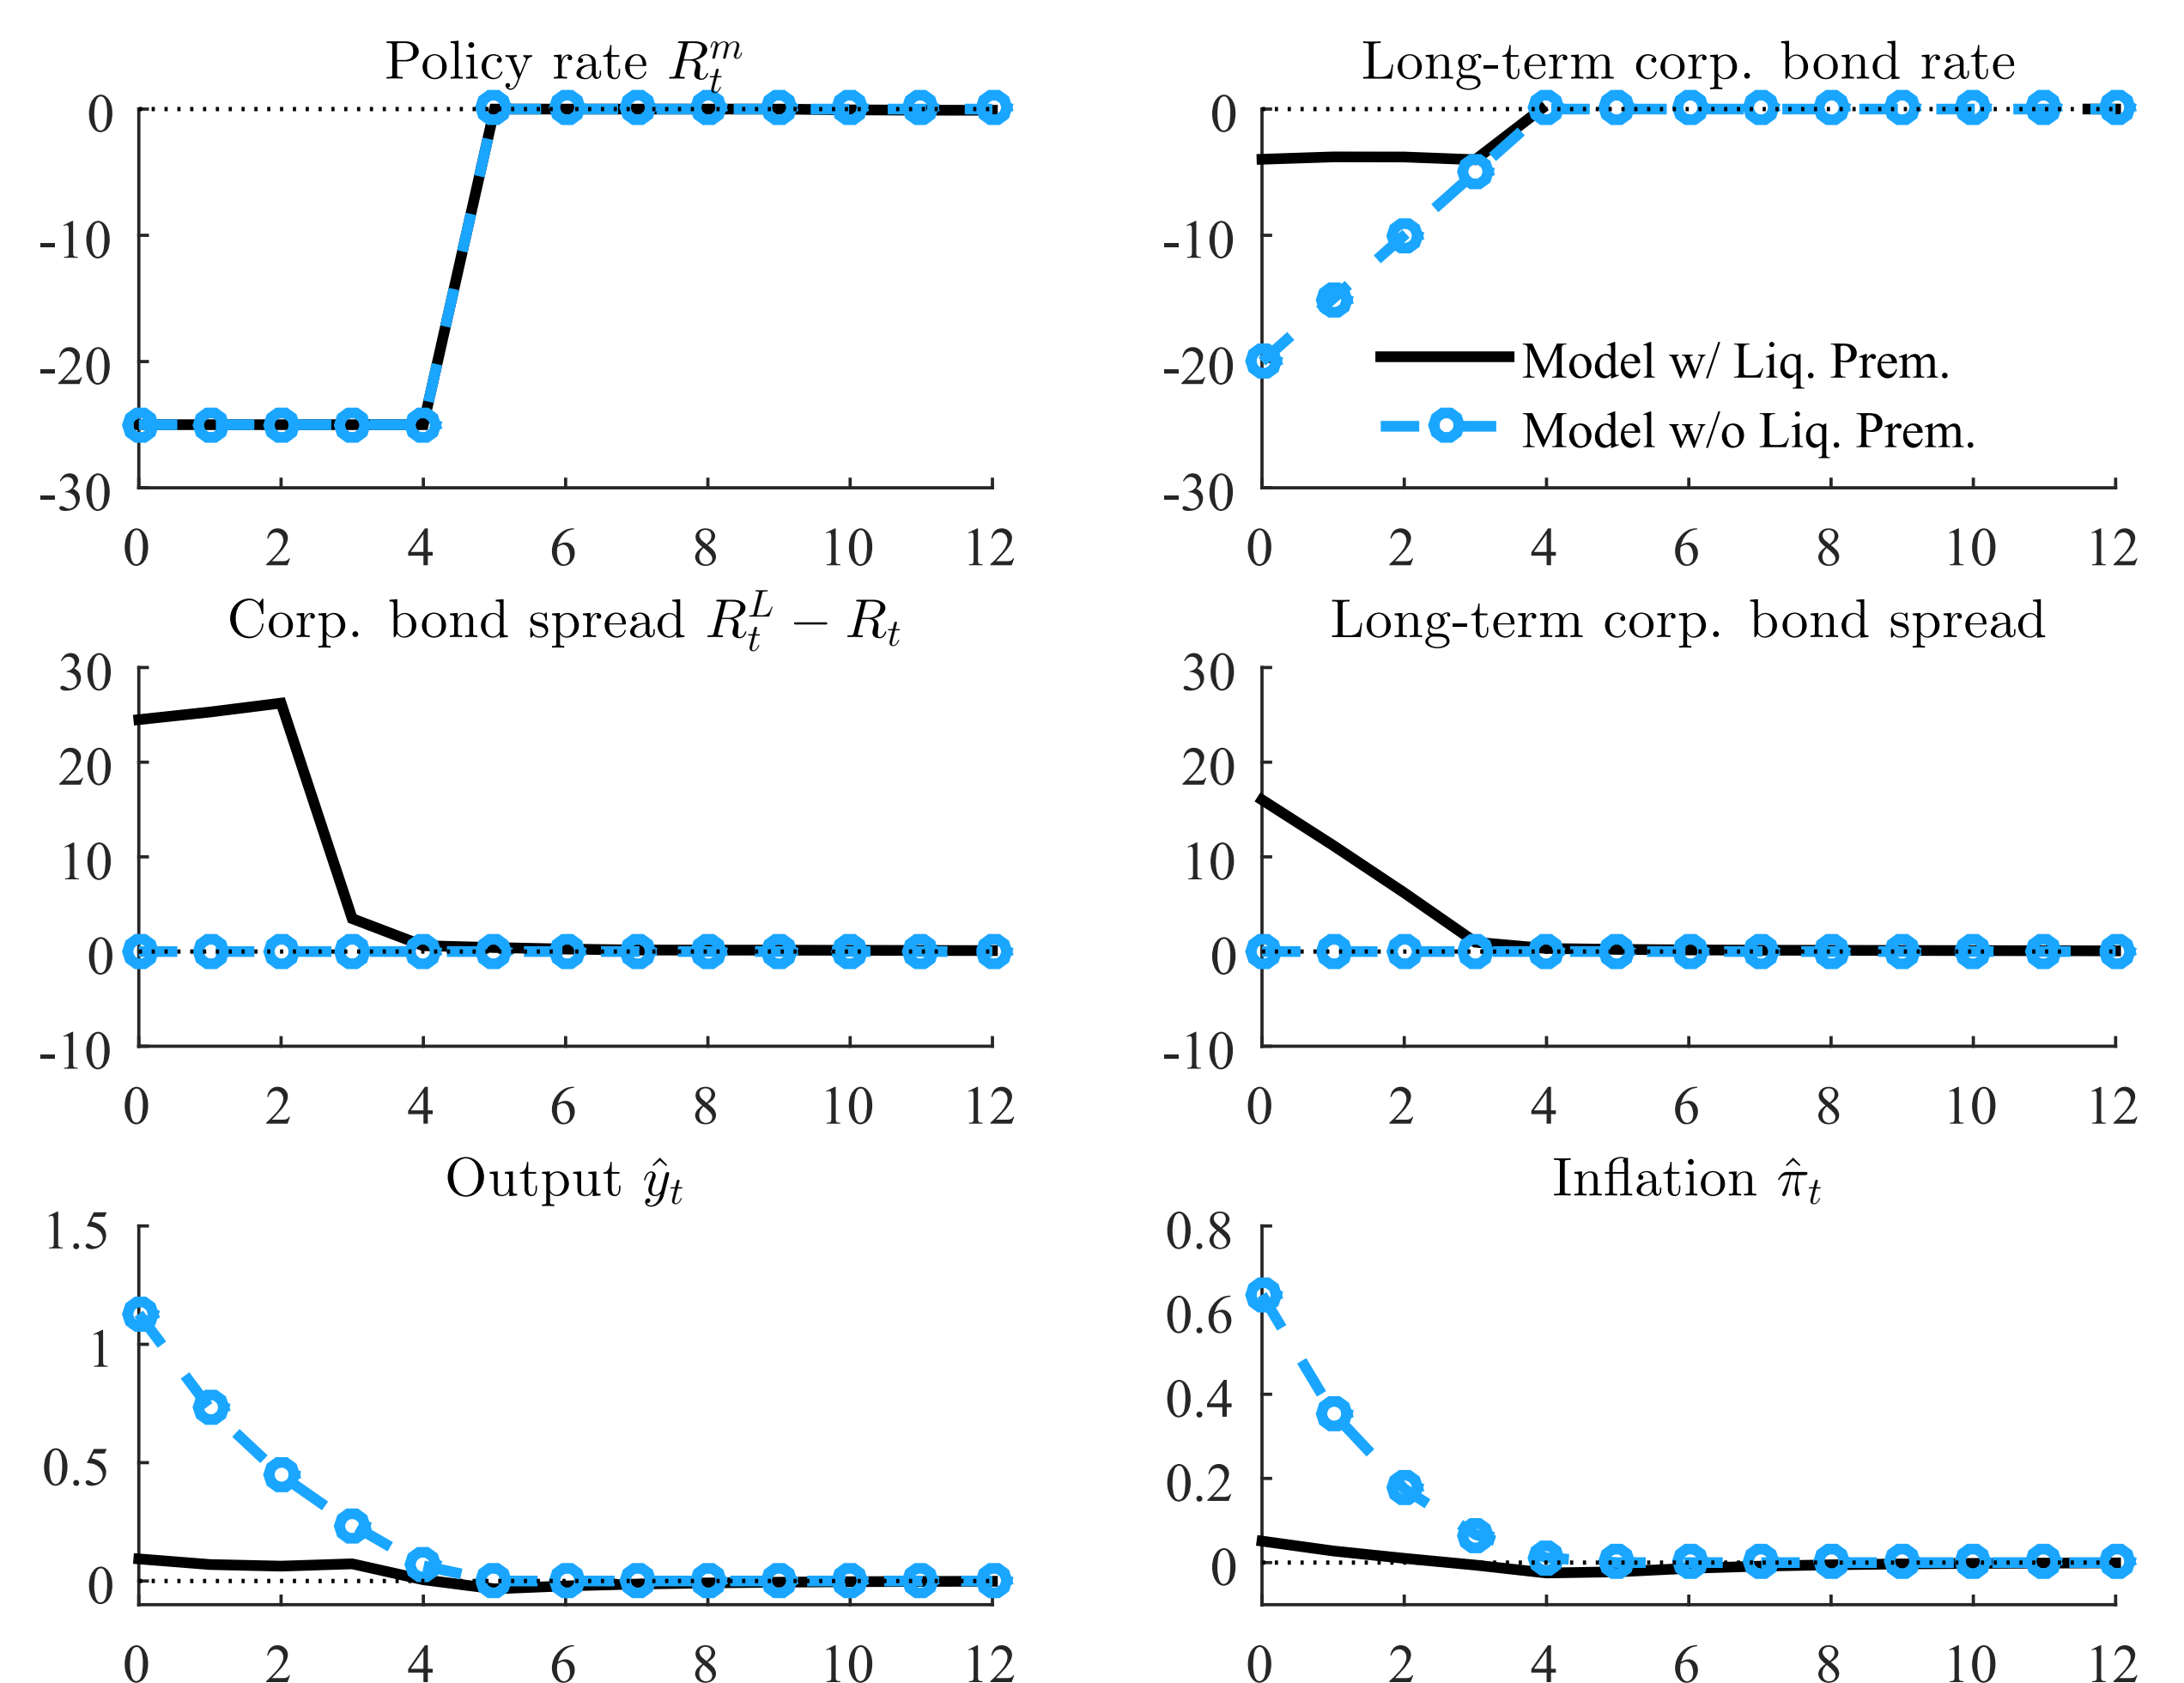 Policy rate $R_t^m$
0
-10
-20
-30
0 2 4 6 8 10 12
Long-term corp. bond rate
0
-10
-20
-30
Model w/ Liq. Prem.
Model w/o Liq. Prem.
0 2 4 6 8 10 12
Corp. bond spread $R_t^L - R_t$
30
20
10
0
-10
0 2 4 6 8 10 12
Long-term corp. bond spread
30
20
10
0
-10
0 2 4 6 8 10 12
Output $\hat{y}_t$
1.5
1
0.5
0
0 2 4 6 8 10 12
Inflation $\hat{\pi}_t$
0.8
0.6
0.4
0.2
0
0 2 4 6 8 10 12